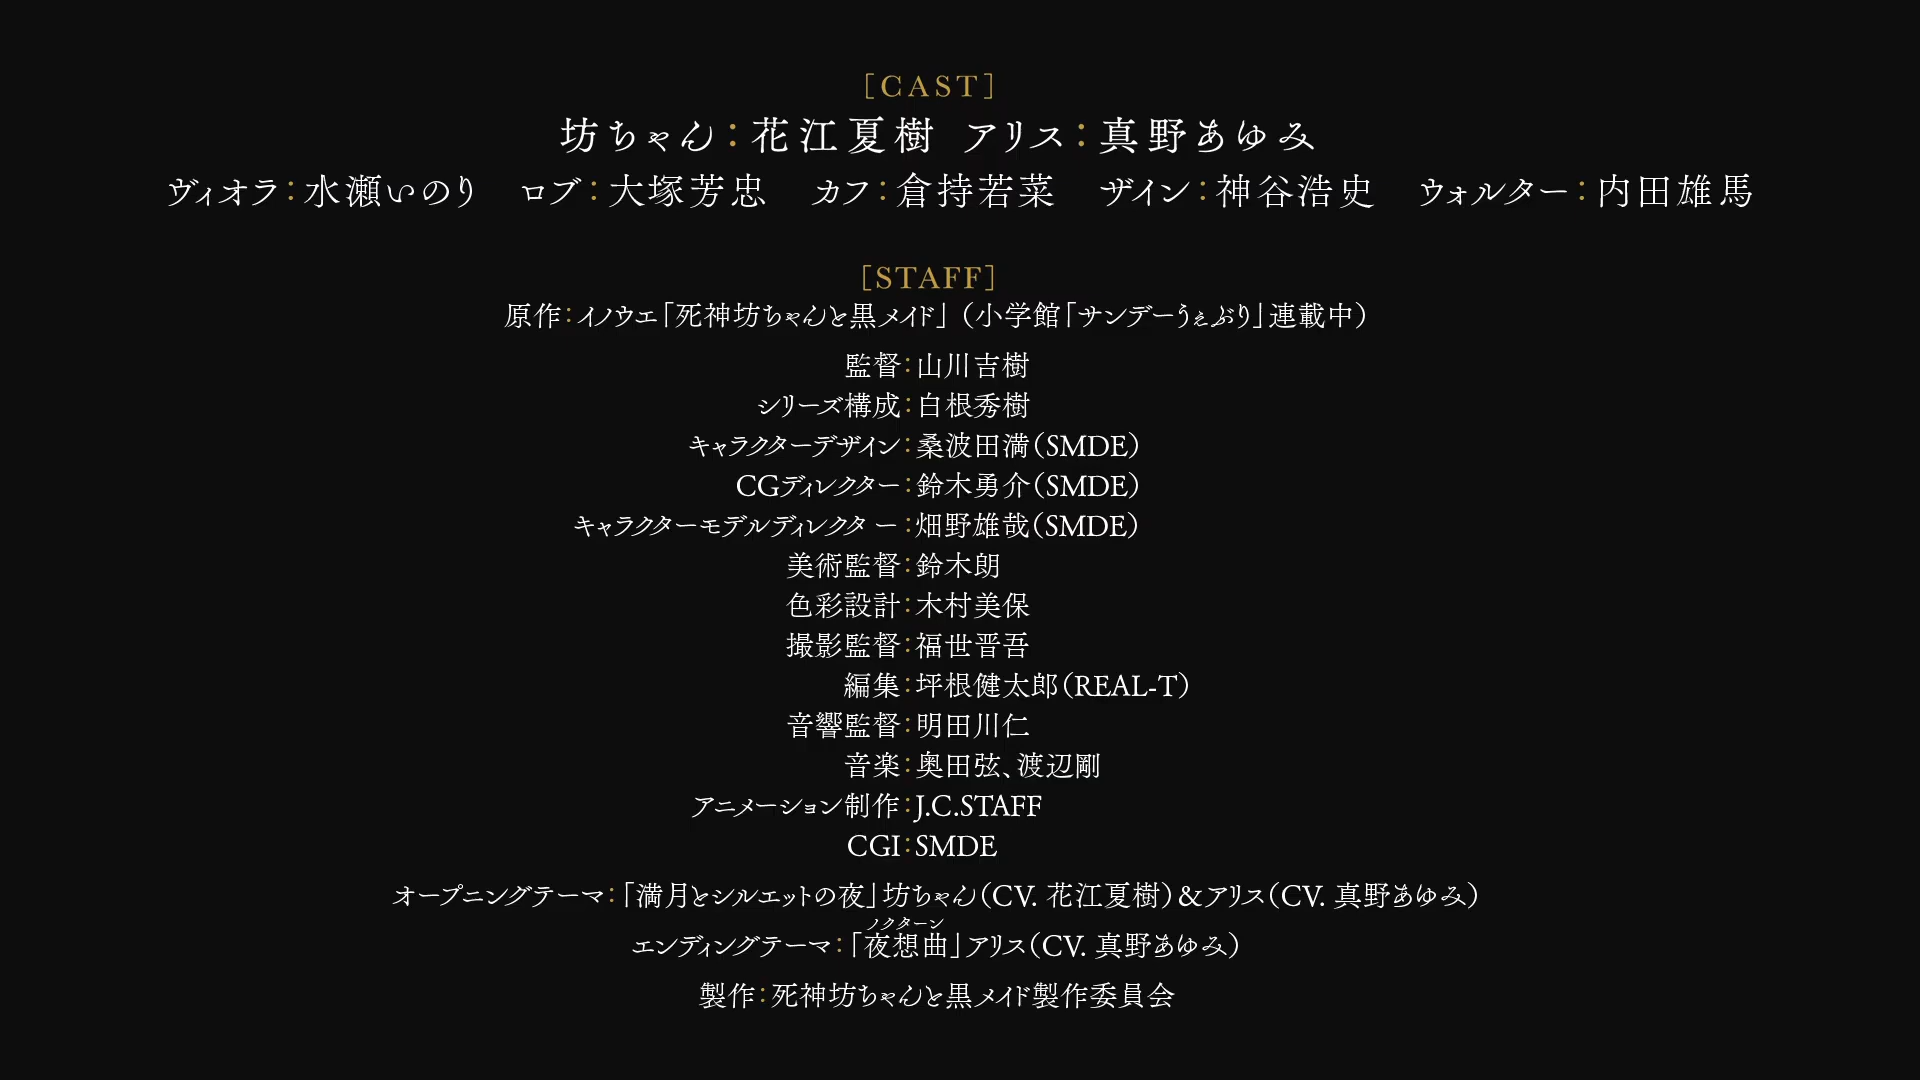 [CAST]
坊ちゃん：花江夏樹 アリス：真野あゆみ
ヴィオラ：水瀬いのり ロブ：大塚芳忠 カフ：倉持若菜 ザイン：神谷浩史 ウォルター：内田雄馬
[STAFF]
原作：イノウエ「死神坊ちゃんと黒メイド」（小学館「サンデーうぇぶり」連載中）
監督：山川吉樹
シリーズ構成：白根秀樹
キャラクターデザイン：桑波田満（SMDE）
CGディレクター：鈴木勇介（SMDE）
キャラクターモデルディレクター：畑野雄哉（SMDE）
美術監督：鈴木朗
色彩設計：木村美保
撮影監督：福世晋吾
編集：坪根健太郎（REAL-T）
音響監督：明田川仁
音楽：奥田弦、渡辺剛
アニメーション制作：J.C.STAFF
CGI：SMDE
オープニングテーマ：「満月とシルエットの夜」坊ちゃん（CV. 花江夏樹）&アリス（CV. 真野あゆみ）
ノクターン
エンディングテーマ：「夜想曲」アリス（CV. 真野あゆみ）
製作：死神坊ちゃんと黒メイド製作委員会